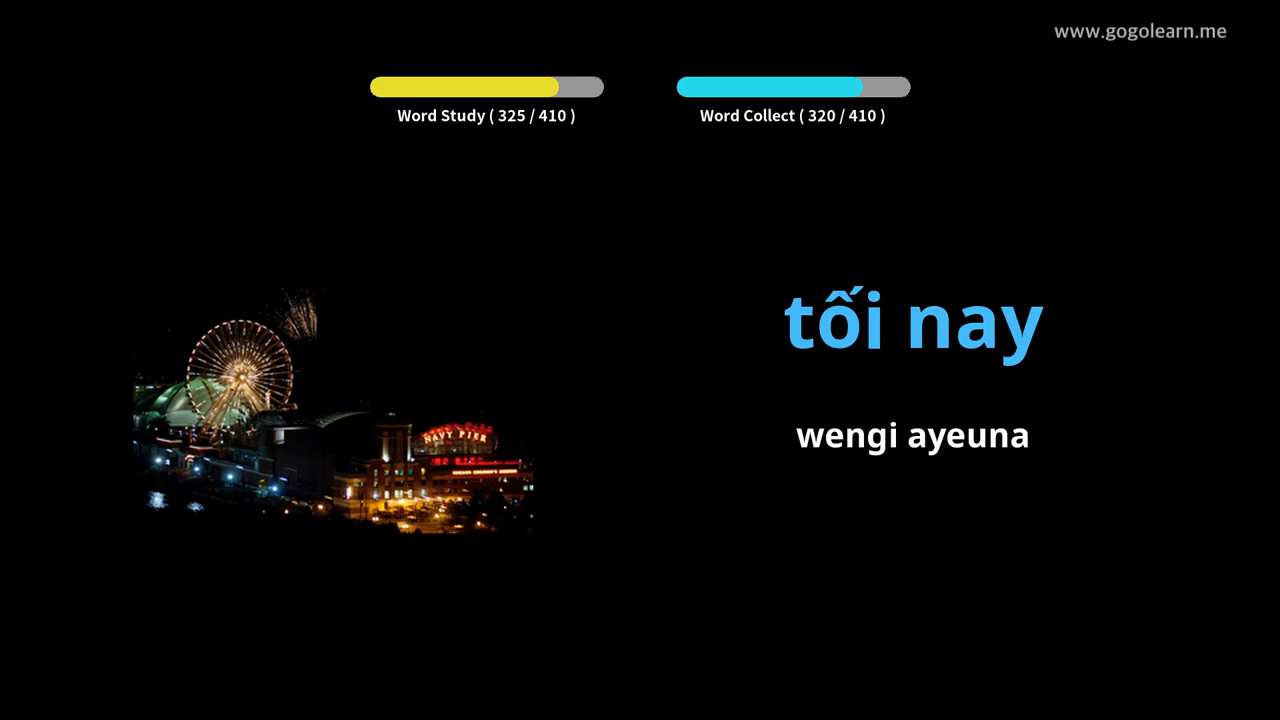 www.gogolearn.me
Word Study ( 325 / 410 )
Word Collect ( 320 / 410 )
tối nay
wengi ayeuna
NAVY PIER